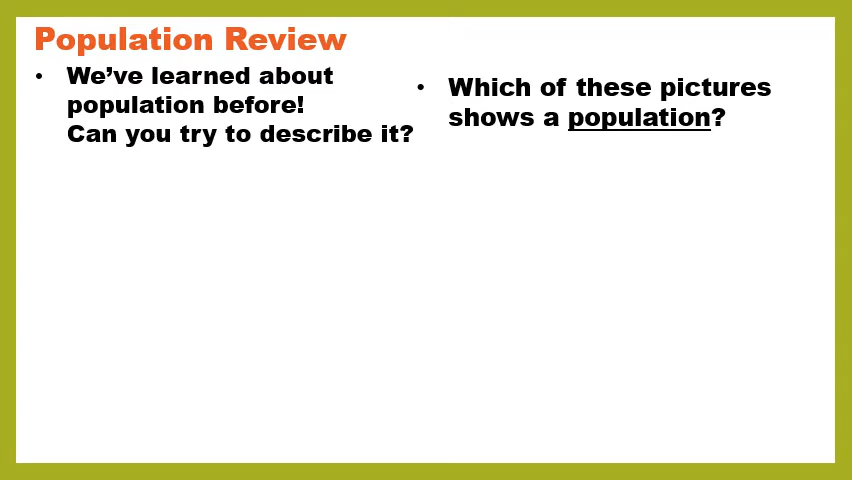 Population Review
• We’ve learned about
population before!
Can you try to describe it?
• Which of these pictures
shows a population?